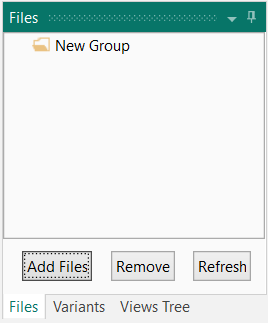 Files
New Group
Add Files Remove Refresh
Files Variants Views Tree